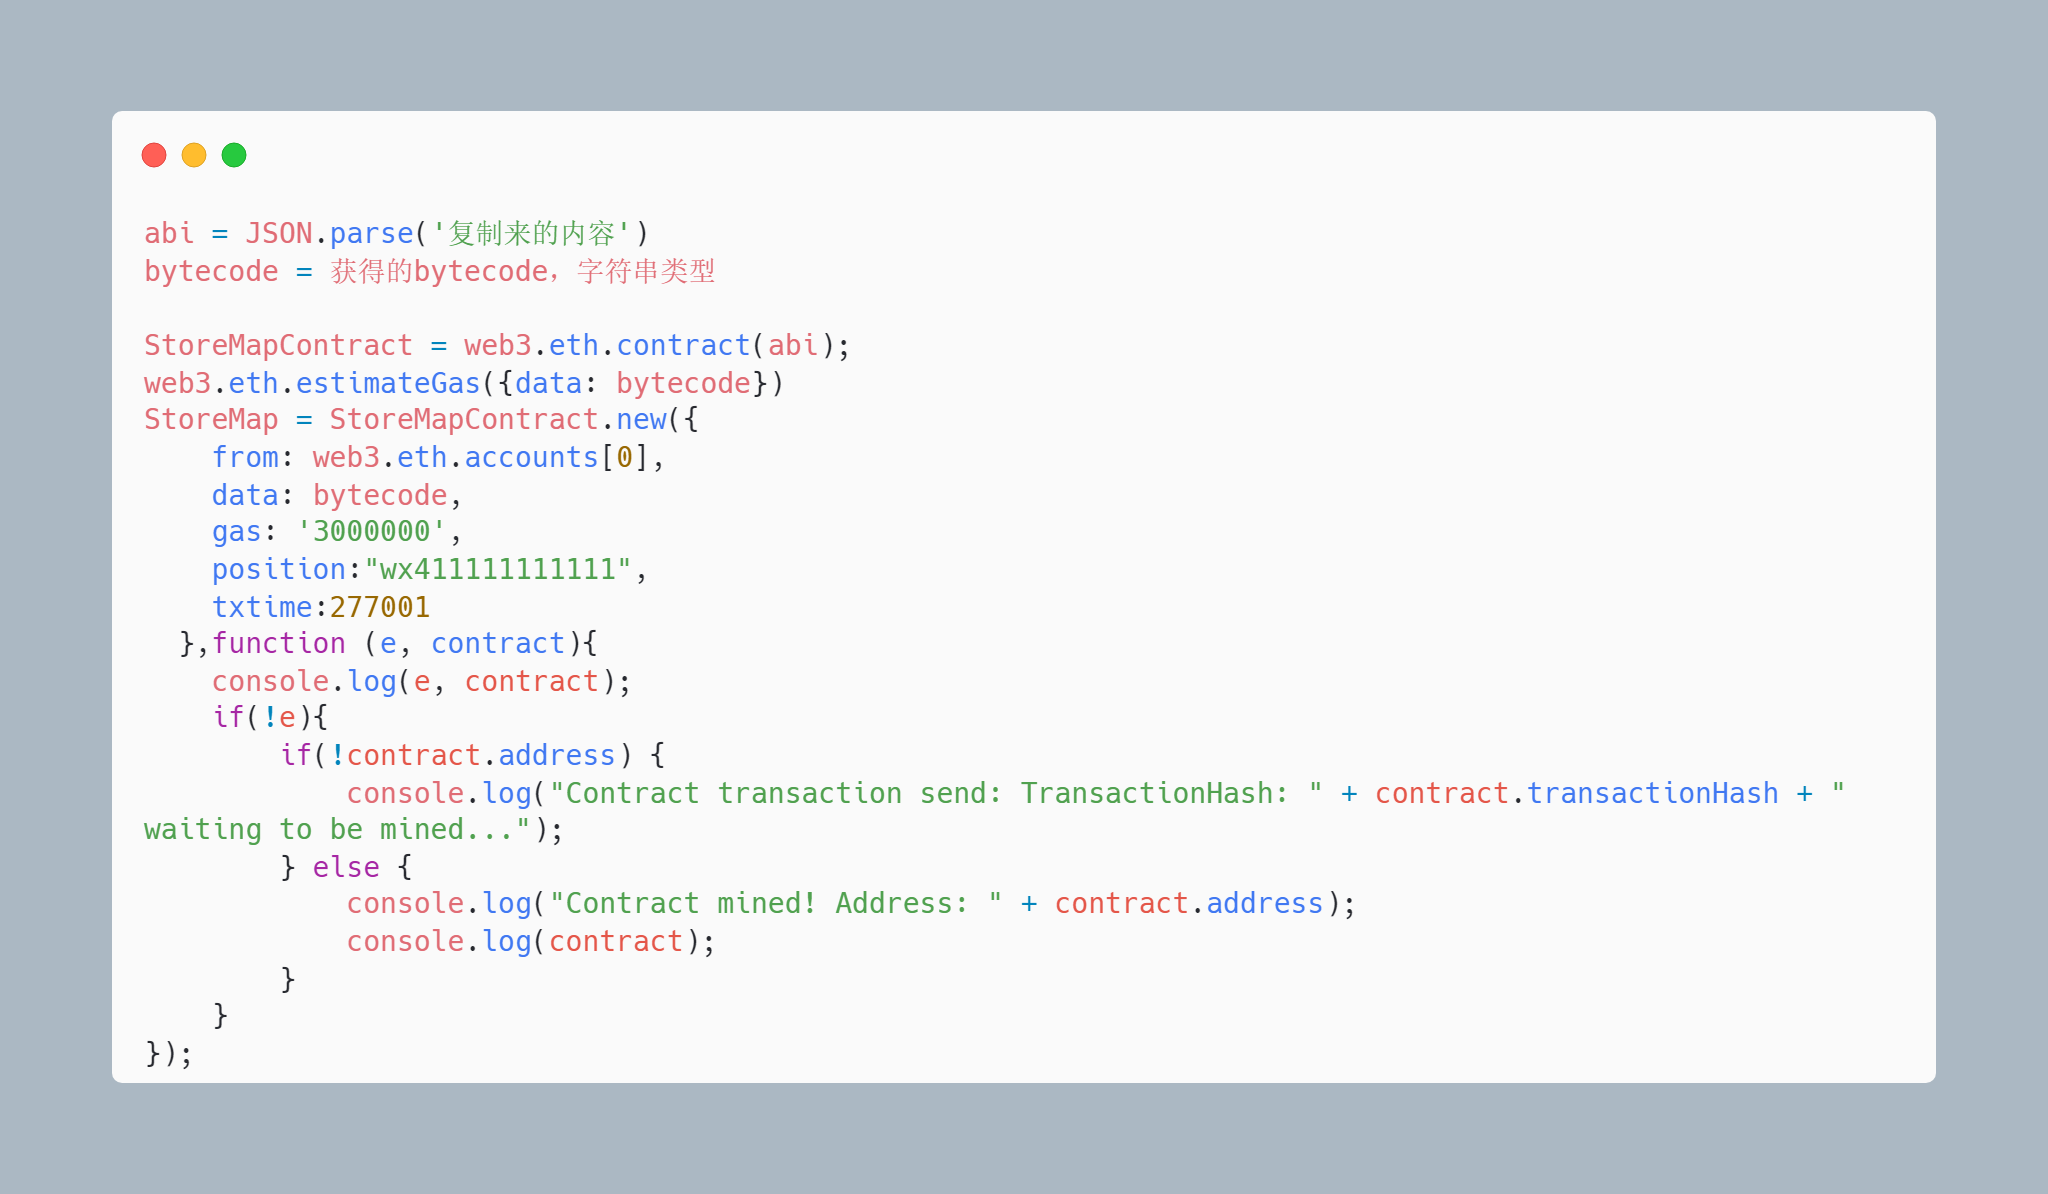 abi = JSON.parse('复制来的内容')
bytecode = 获得的bytecode，字符串类型
StoreMapContract = web3.eth.contract(abi);
web3.eth.estimateGas({data: bytecode})
StoreMap = StoreMapContract.new({
    from: web3.eth.accounts[0],
    data: bytecode,
    gas: '3000000',
    position:"wx411111111111",
    txtime:277001
  },function (e, contract){
    console.log(e, contract);
    if(!e){
        if(!contract.address) {
            console.log("Contract transaction send: TransactionHash: " + contract.transactionHash + "
waiting to be mined...");
        } else {
            console.log("Contract mined! Address: " + contract.address);
            console.log(contract);
        }
    }
});